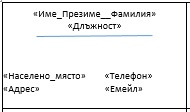 «Име_Презиме__Фамилия»
«Длъжност»
«Населено_място» «Телефон»
«Адрес» «Емейл»